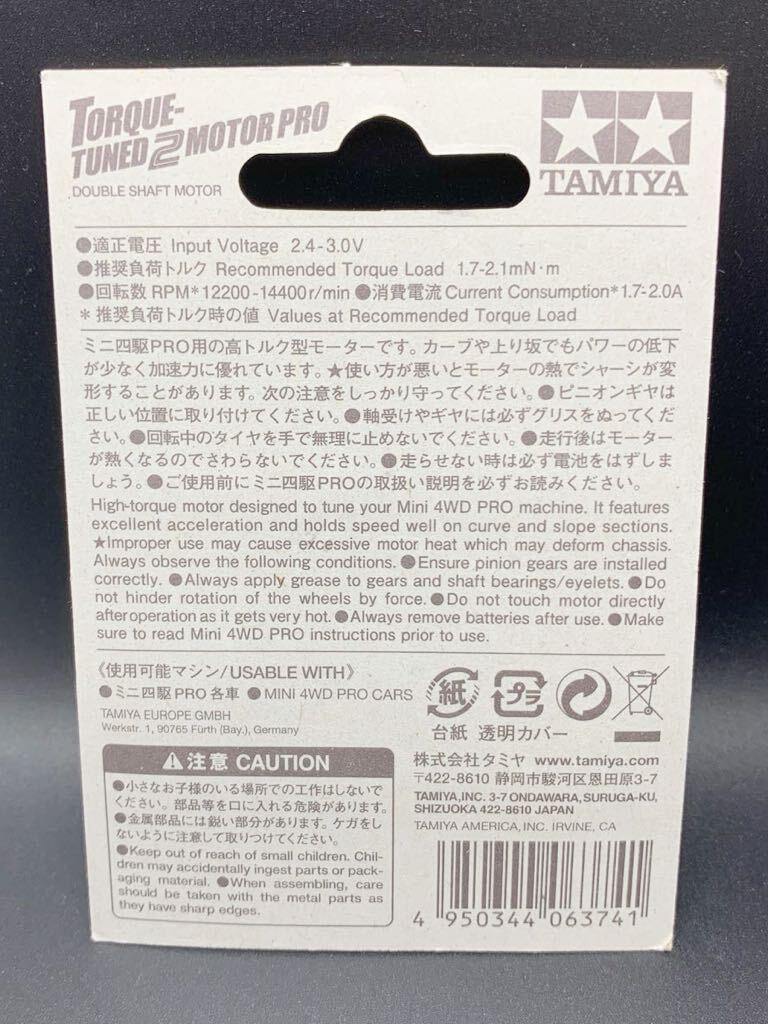 TORQUE-
TUNED 2 MOTOR PRO
DOUBLE SHAFT MOTOR
TAMIYA
●適正電圧 Input Voltage 2.4-3.0V
●推奨負荷トルク Recommended Torque Load 1.7-2.1mN·m
●回転数 RPM*12200-14400r/min ●消費電流 Current Consumption*1.7-2.0A
* 推奨負荷トルク時の値 Values at Recommended Torque Load
ミニ四駆PRO用の高トルク型モーターです。カーブや上り坂でもパワーの低下
が少なく加速力に優れています。★使い方が悪いとモーターの熱でシャーシが変
形することがあります。次の注意をしっかり守ってください。●ピニオンギヤは
正しい位置に取り付けてください。●軸受けやギヤには必ずグリスをぬってくだ
さい。●回転中のタイヤを手で無理に止めないでください。●走行後はモーター
が熱くなるのでさわらないでください。●走らせない時は必ず電池をはずしま
しょう。●ご使用前にミニ四駆PROの取扱い説明を必ずお読みください。
High-torque motor designed to tune your Mini 4WD PRO machine. It features
excellent acceleration and holds speed well on curve and slope sections.
★Improper use may cause excessive motor heat which may deform chassis.
Always observe the following conditions. ●Ensure pinion gears are installed
correctly. ●Always apply grease to gears and shaft bearings/eyelets. ●Do
not hinder rotation of the wheels by force. ●Do not touch motor directly
after operation as it gets very hot. ●Always remove batteries after use. ●Make
sure to read Mini 4WD PRO instructions prior to use.
《使用可能マシン/USABLE WITH》
●ミニ四駆PRO 各車 ●MINI 4WD PRO CARS
TAMIYA EUROPE GMBH
Werkstr. 1, 90765 Fürth (Bay.), Germany
紙 プラ
台紙 透明カバー
注意 CAUTION
●小さなお子様のいる場所での工作はしないで
ください。部品等を口に入れる危険があります。
●金属部品には鋭い部分があります。ケガをし
ないように注意して取りつけてください。
●Keep out of reach of small children. Chil-
dren may accidentally ingest parts or pack-
aging material. ●When assembling, care
should be taken with the metal parts as
they have sharp edges.
株式会社タミヤ www.tamiya.com
〒422-8610 静岡市駿河区恩田原3-7
TAMIYA,INC. 3-7 ONDAWARA,SURUGA-KU,
SHIZUOKA 422-8610 JAPAN
TAMIYA AMERICA,INC. IRVINE, CA
4 950344 063741